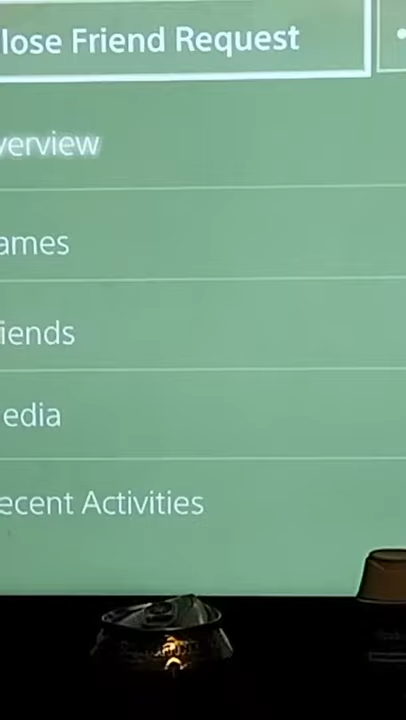 lose Friend Request
verview
ames
iends
edia
ecent Activities